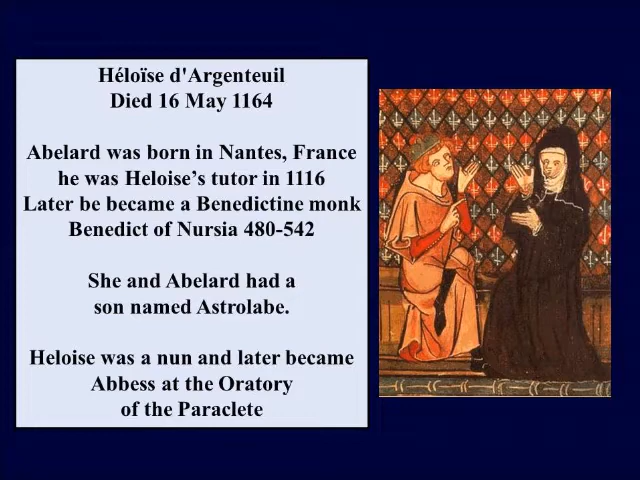 Héloïse d'Argenteuil
Died 16 May 1164
Abelard was born in Nantes, France
he was Heloise’s tutor in 1116
Later be became a Benedictine monk
Benedict of Nursia 480-542
She and Abelard had a
son named Astrolabe.
Heloise was a nun and later became
Abbess at the Oratory
of the Paraclete